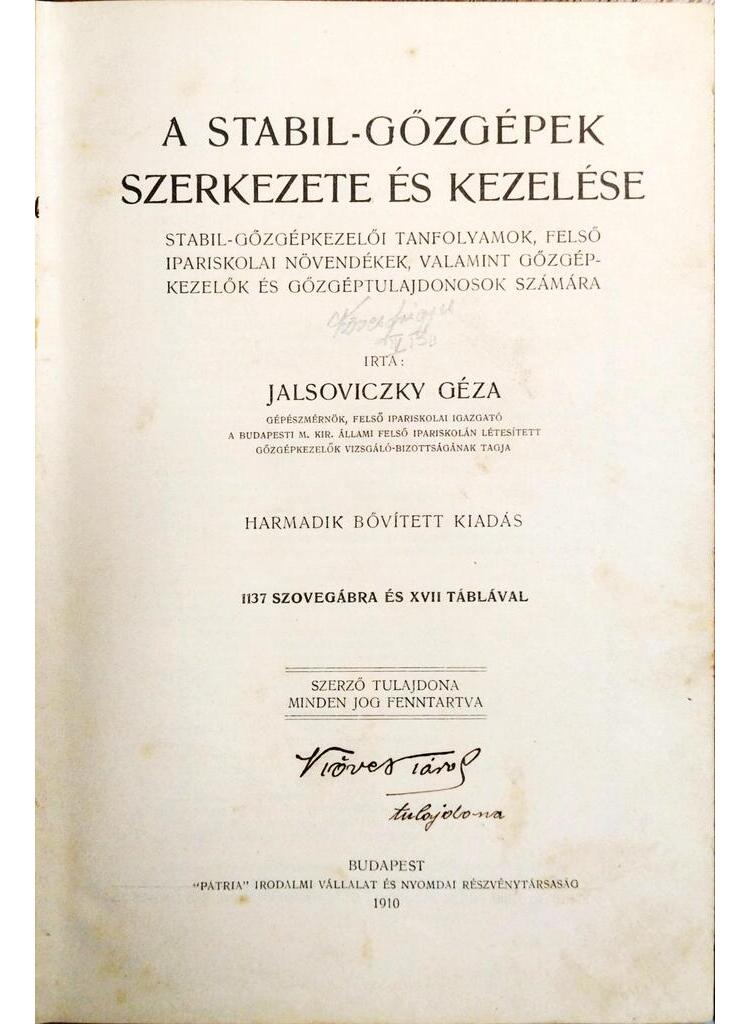 A STABIL-GŐZGÉPEK
SZERKEZETE ÉS KEZELÉSE
STABIL-GŐZGÉPKEZELŐI TANFOLYAMOK, FELSŐ
IPARISKOLAI NÖVENDÉKEK, VALAMINT GŐZGÉP-
KEZELŐK ÉS GŐZGÉPTULAJDONOSOK SZÁMÁRA
IRTA:
JALSOVICZKY GÉZA
GÉPÉSZMÉRNÖK, FELSŐ IPARISKOLAI IGAZGATÓ
A BUDAPESTI M. KIR. ÁLLAMI FELSŐ IPARISKOLÁN LÉTESÍTETT
GŐZGÉPKEZELŐK VIZSGÁLÓ-BIZOTTSÁGÁNAK TAGJA
HARMADIK BŐVÍTETT KIADÁS
1137 SZOVEGÁBRA ÉS XVII TÁBLÁVAL
SZERZŐ TULAJDONA
MINDEN JOG FENNTARTVA
tulajdona
BUDAPEST
"PÁTRIA" IRODALMI VÁLLALAT ÉS NYOMDAI RÉSZVÉNYTÁRSASÁG
1910